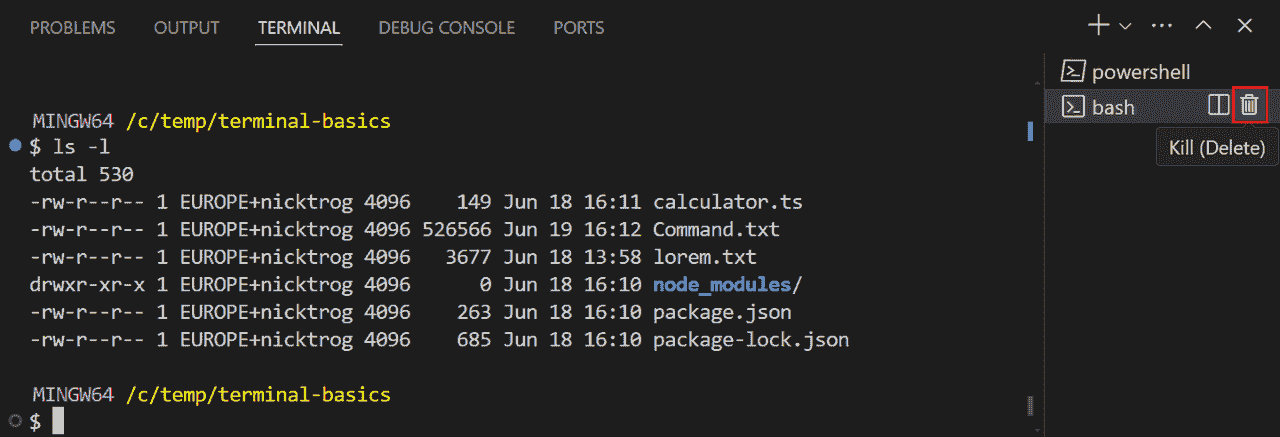 PROBLEMS OUTPUT TERMINAL DEBUG CONSOLE PORTS
powershell
bash
Kill (Delete)
MINGW64 /c/temp/terminal-basics
$ ls -l
total 530
-rw-r--r-- 1 EUROPE+nicktrog 4096    149 Jun 18 16:11 calculator.ts
-rw-r--r-- 1 EUROPE+nicktrog 4096 526566 Jun 19 16:12 Command.txt
-rw-r--r-- 1 EUROPE+nicktrog 4096   3677 Jun 18 13:58 lorem.txt
drwxr-xr-x 1 EUROPE+nicktrog 4096      0 Jun 18 16:10 node_modules/
-rw-r--r-- 1 EUROPE+nicktrog 4096    263 Jun 18 16:10 package.json
-rw-r--r-- 1 EUROPE+nicktrog 4096    685 Jun 18 16:10 package-lock.json
MINGW64 /c/temp/terminal-basics
$